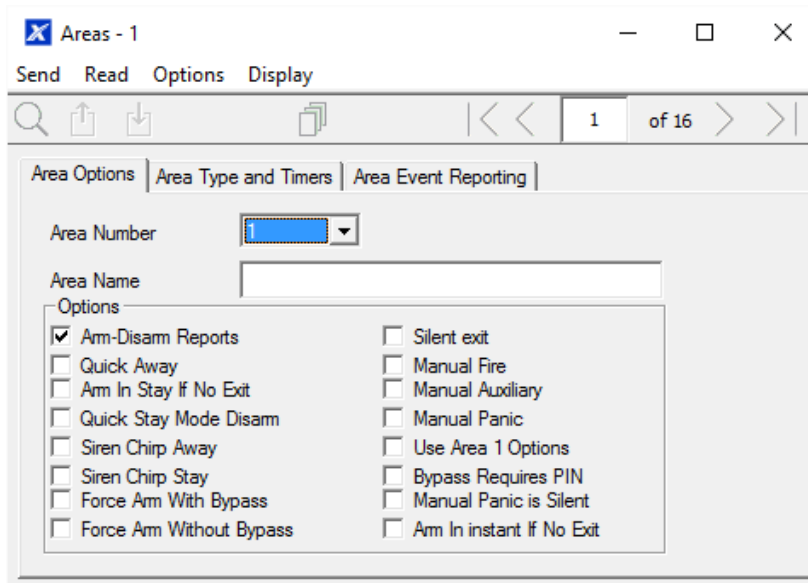 Areas - 1
Send Read Options Display
1 of 16
Area Options Area Type and Timers Area Event Reporting
Area Number 1
Area Name
Options
Arm-Disarm Reports Silent exit
Quick Away Manual Fire
Arm In Stay If No Exit Manual Auxiliary
Quick Stay Mode Disarm Manual Panic
Siren Chirp Away Use Area 1 Options
Siren Chirp Stay Bypass Requires PIN
Force Arm With Bypass Manual Panic is Silent
Force Arm Without Bypass Arm In instant If No Exit